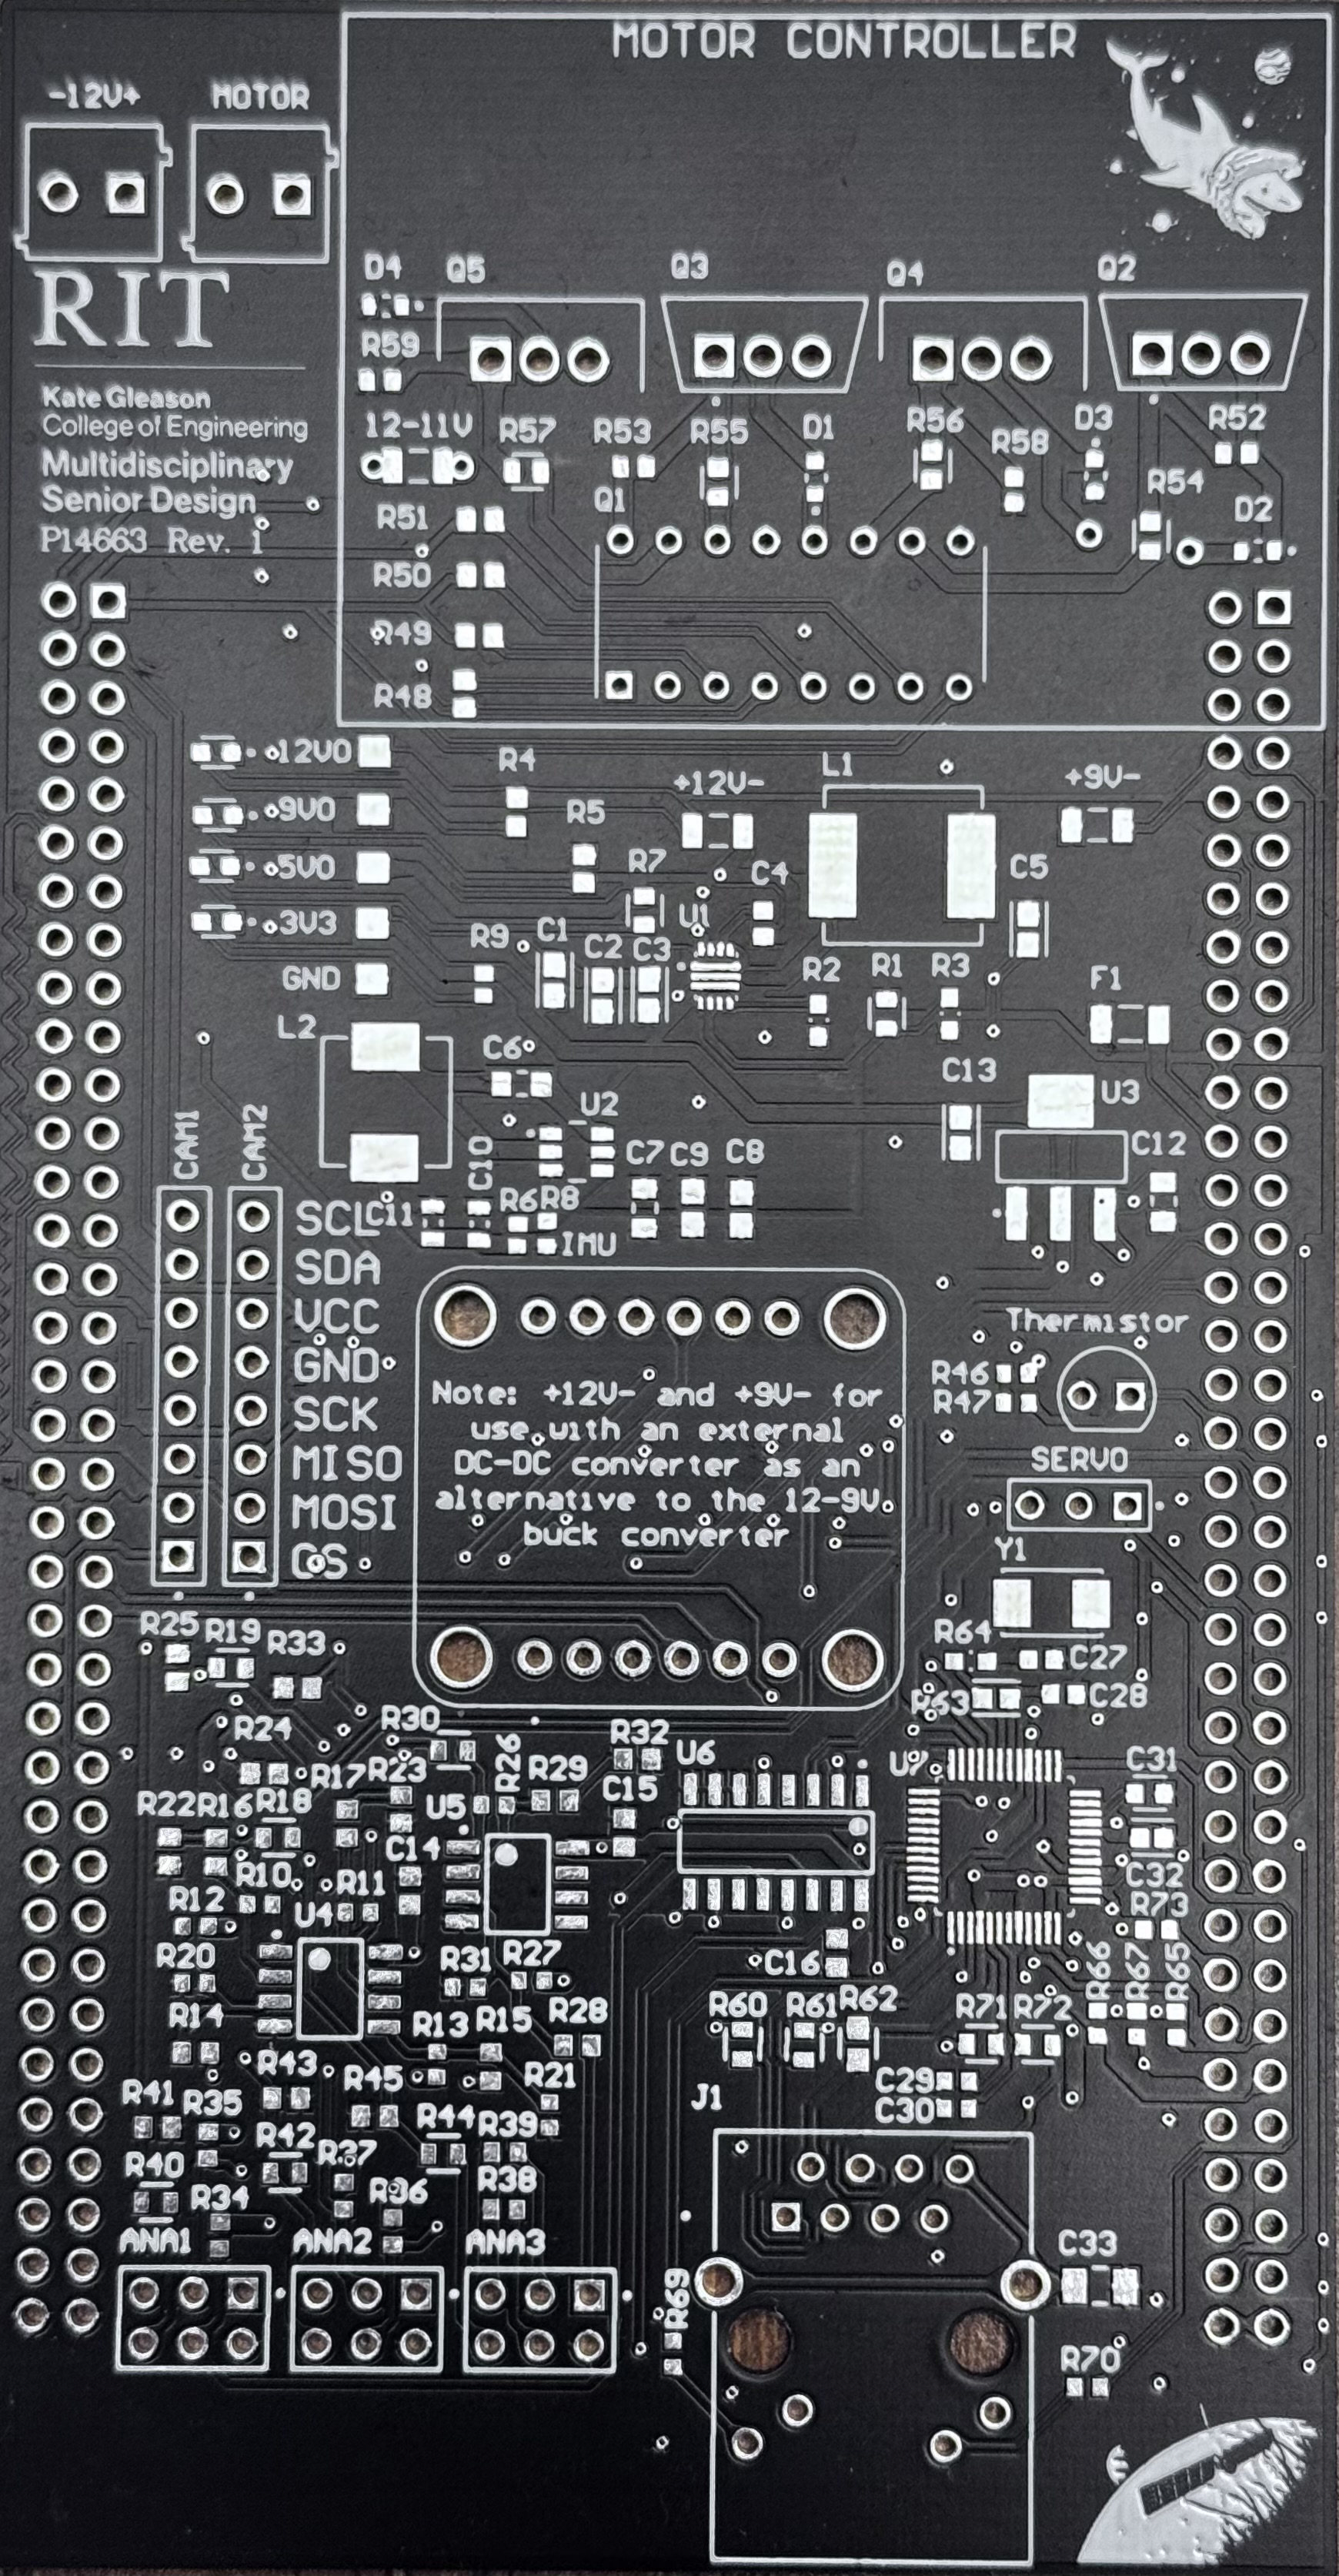 MOTOR CONTROLLER
-12V+ MOTOR
RIT
Kate Gleason
College of Engineering
Multidisciplinary
Senior Design
P14663 Rev. 1
D4 Q5 Q3 Q4 Q2
R59
12-11V R57 R53 R55 D1 R56 R58 D3 R52
R54
Q1
R51 D2
R50
R49
R48
12V0 R4 +12V- L1 +9V-
9V0 R5
5V0 R7 C4 C5
3V3 U1
R9 C1 C2 C3 R2 R1 R3
GND F1
L2 C6 C13 U3
CAM1 CAM2 C10 U2 C12
C7 C9 C8
SCL C11 R6 R8
IMU
SDA
VCC Thermistor
GND R46
R47
SCK
MISO SERVO
MOSI
CS
Note: +12V- and +9V- for
use with an external
DC-DC converter as an
alternative to the 12-9V
buck converter
Y1
R25 R19 R33 R64 C27
R63 C28
R24 R30 R26 R32 U6 U7 C31
R17 R23 R29
R22 R16 R18 U5 C15
C14 C32
R10 R11 R73
R12 U4
R20 R31 R27 C16 R66 R67 R65
R14 R13 R15 R28 R60 R61 R62 R71 R72
R43 R45 R21 C29
C30
R41 R35 R44 R39 J1
R42 R37
R40 R34 R36 R38
ANA1 ANA2 ANA3 C33
R69
R70